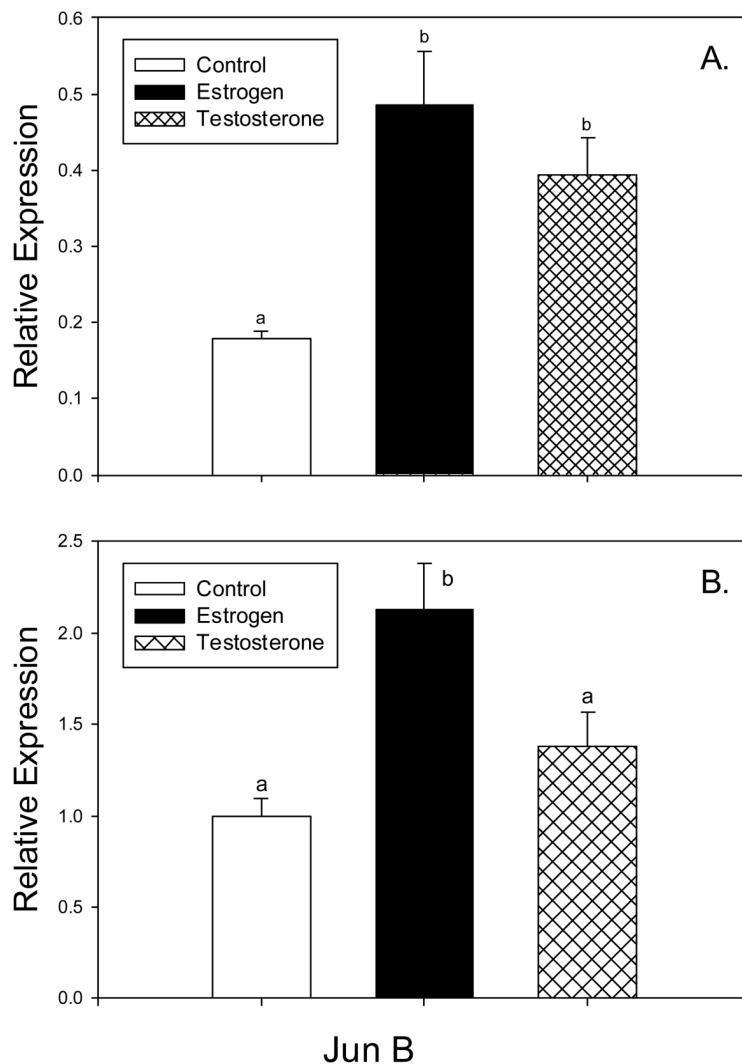 0.6
0.5
0.4
0.3
0.2
0.1
0.0
Relative Expression
Control
Estrogen
Testosterone
A.
a
b
b
2.5
2.0
1.5
1.0
0.5
0.0
Relative Expression
Control
Estrogen
Testosterone
B.
a
b
a
Jun B